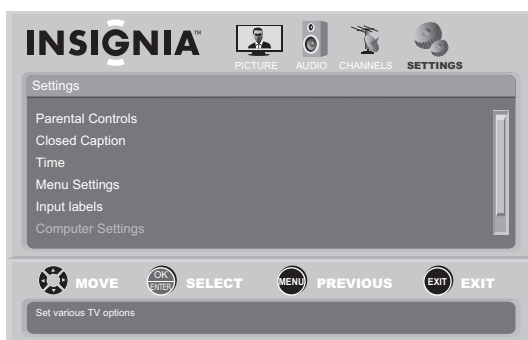 INSIGNIA™
PICTURE AUDIO CHANNELS SETTINGS
Settings
Parental Controls
Closed Caption
Time
Menu Settings
Input labels
Computer Settings
MOVE OK ENTER SELECT MENU PREVIOUS EXIT EXIT
Set various TV options